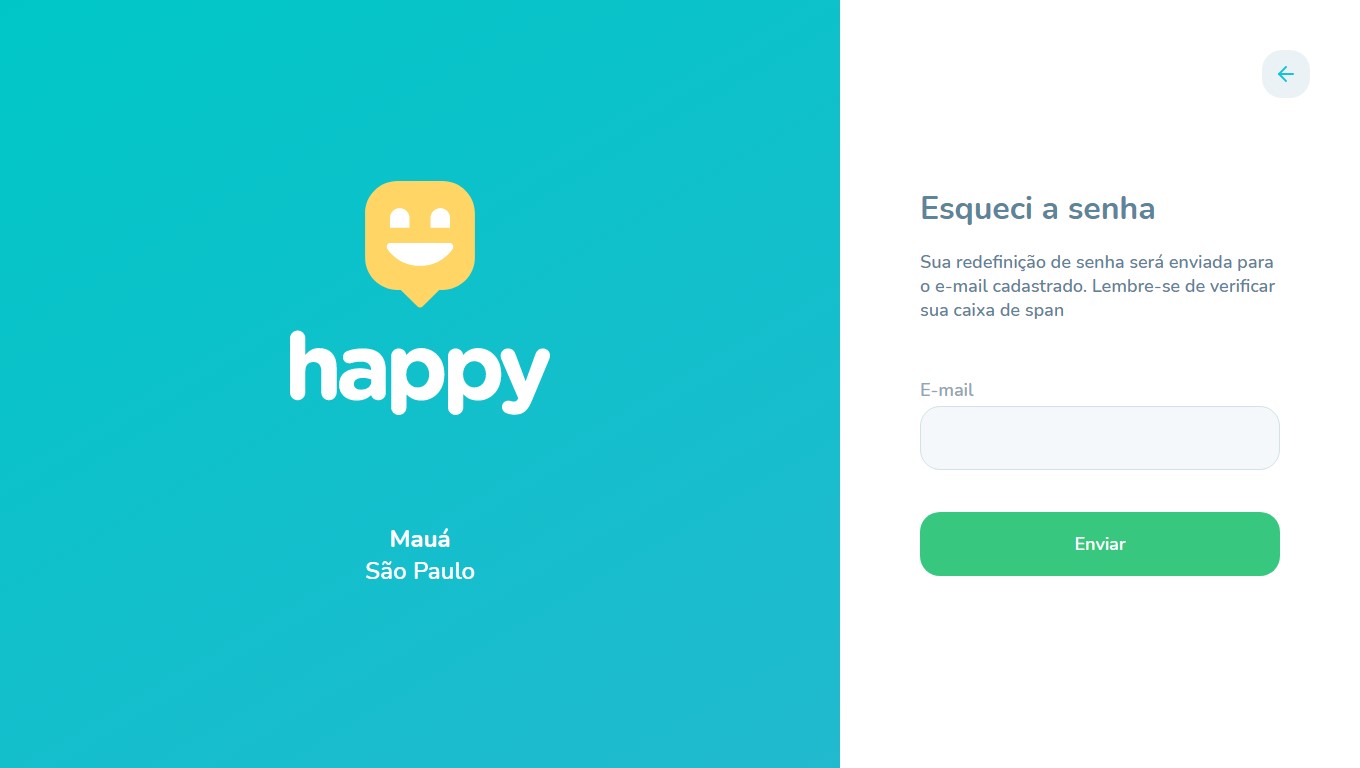 happy
Mauá
São Paulo
Esqueci a senha
Sua redefinição de senha será enviada para
o e-mail cadastrado. Lembre-se de verificar
sua caixa de span
E-mail
Enviar